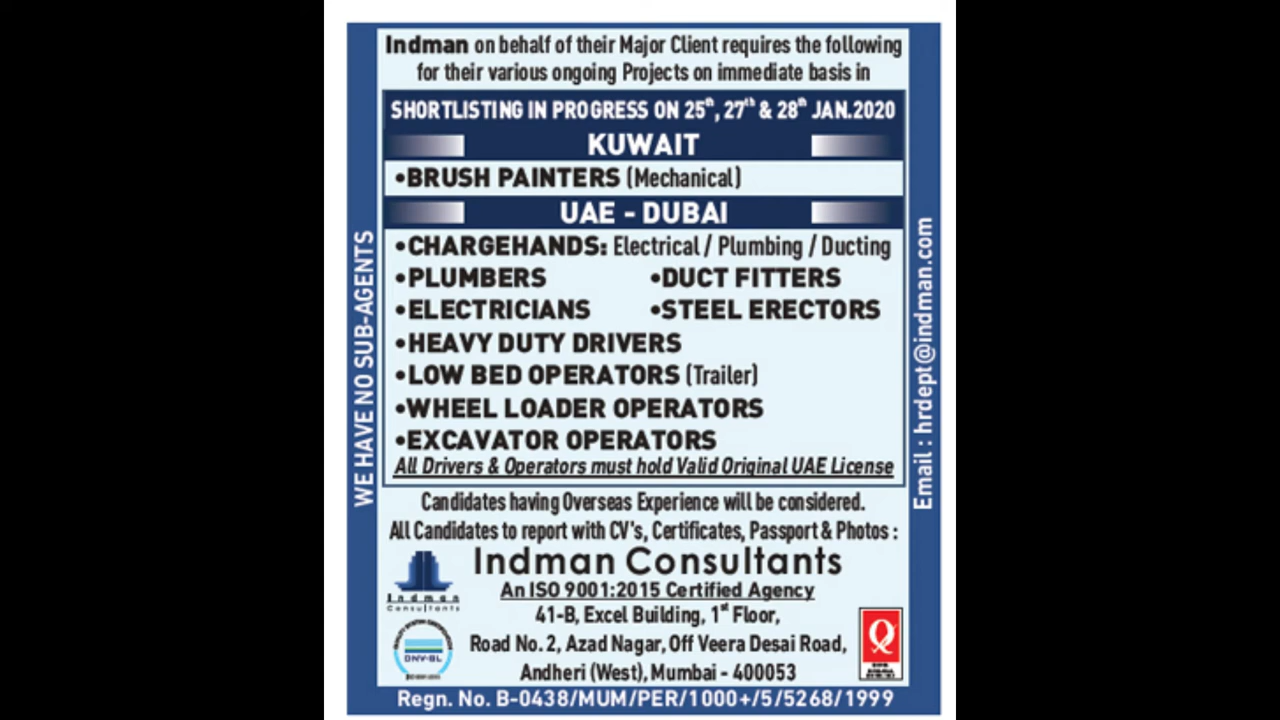 Indman on behalf of their Major Client requires the following
for their various ongoing Projects on immediate basis in
SHORTLISTING IN PROGRESS ON 25th, 27th & 28th JAN.2020
KUWAIT
•BRUSH PAINTERS (Mechanical)
UAE - DUBAI
•CHARGEHANDS: Electrical / Plumbing / Ducting
•PLUMBERS •DUCT FITTERS
•ELECTRICIANS •STEEL ERECTORS
•HEAVY DUTY DRIVERS
•LOW BED OPERATORS (Trailer)
•WHEEL LOADER OPERATORS
•EXCAVATOR OPERATORS
All Drivers & Operators must hold Valid Original UAE License
WE HAVE NO SUB-AGENTS
Email : hrdept@indman.com
Candidates having Overseas Experience will be considered.
All Candidates to report with CV's, Certificates, Passport & Photos :
Indman Consultants
An ISO 9001:2015 Certified Agency
41-B, Excel Building, 1st Floor,
Road No. 2, Azad Nagar, Off Veera Desai Road,
Andheri (West), Mumbai - 400053
Indman
Consultants
DNV-GL
Q
Regn. No. B-0438/MUM/PER/1000+/5/5268/1999